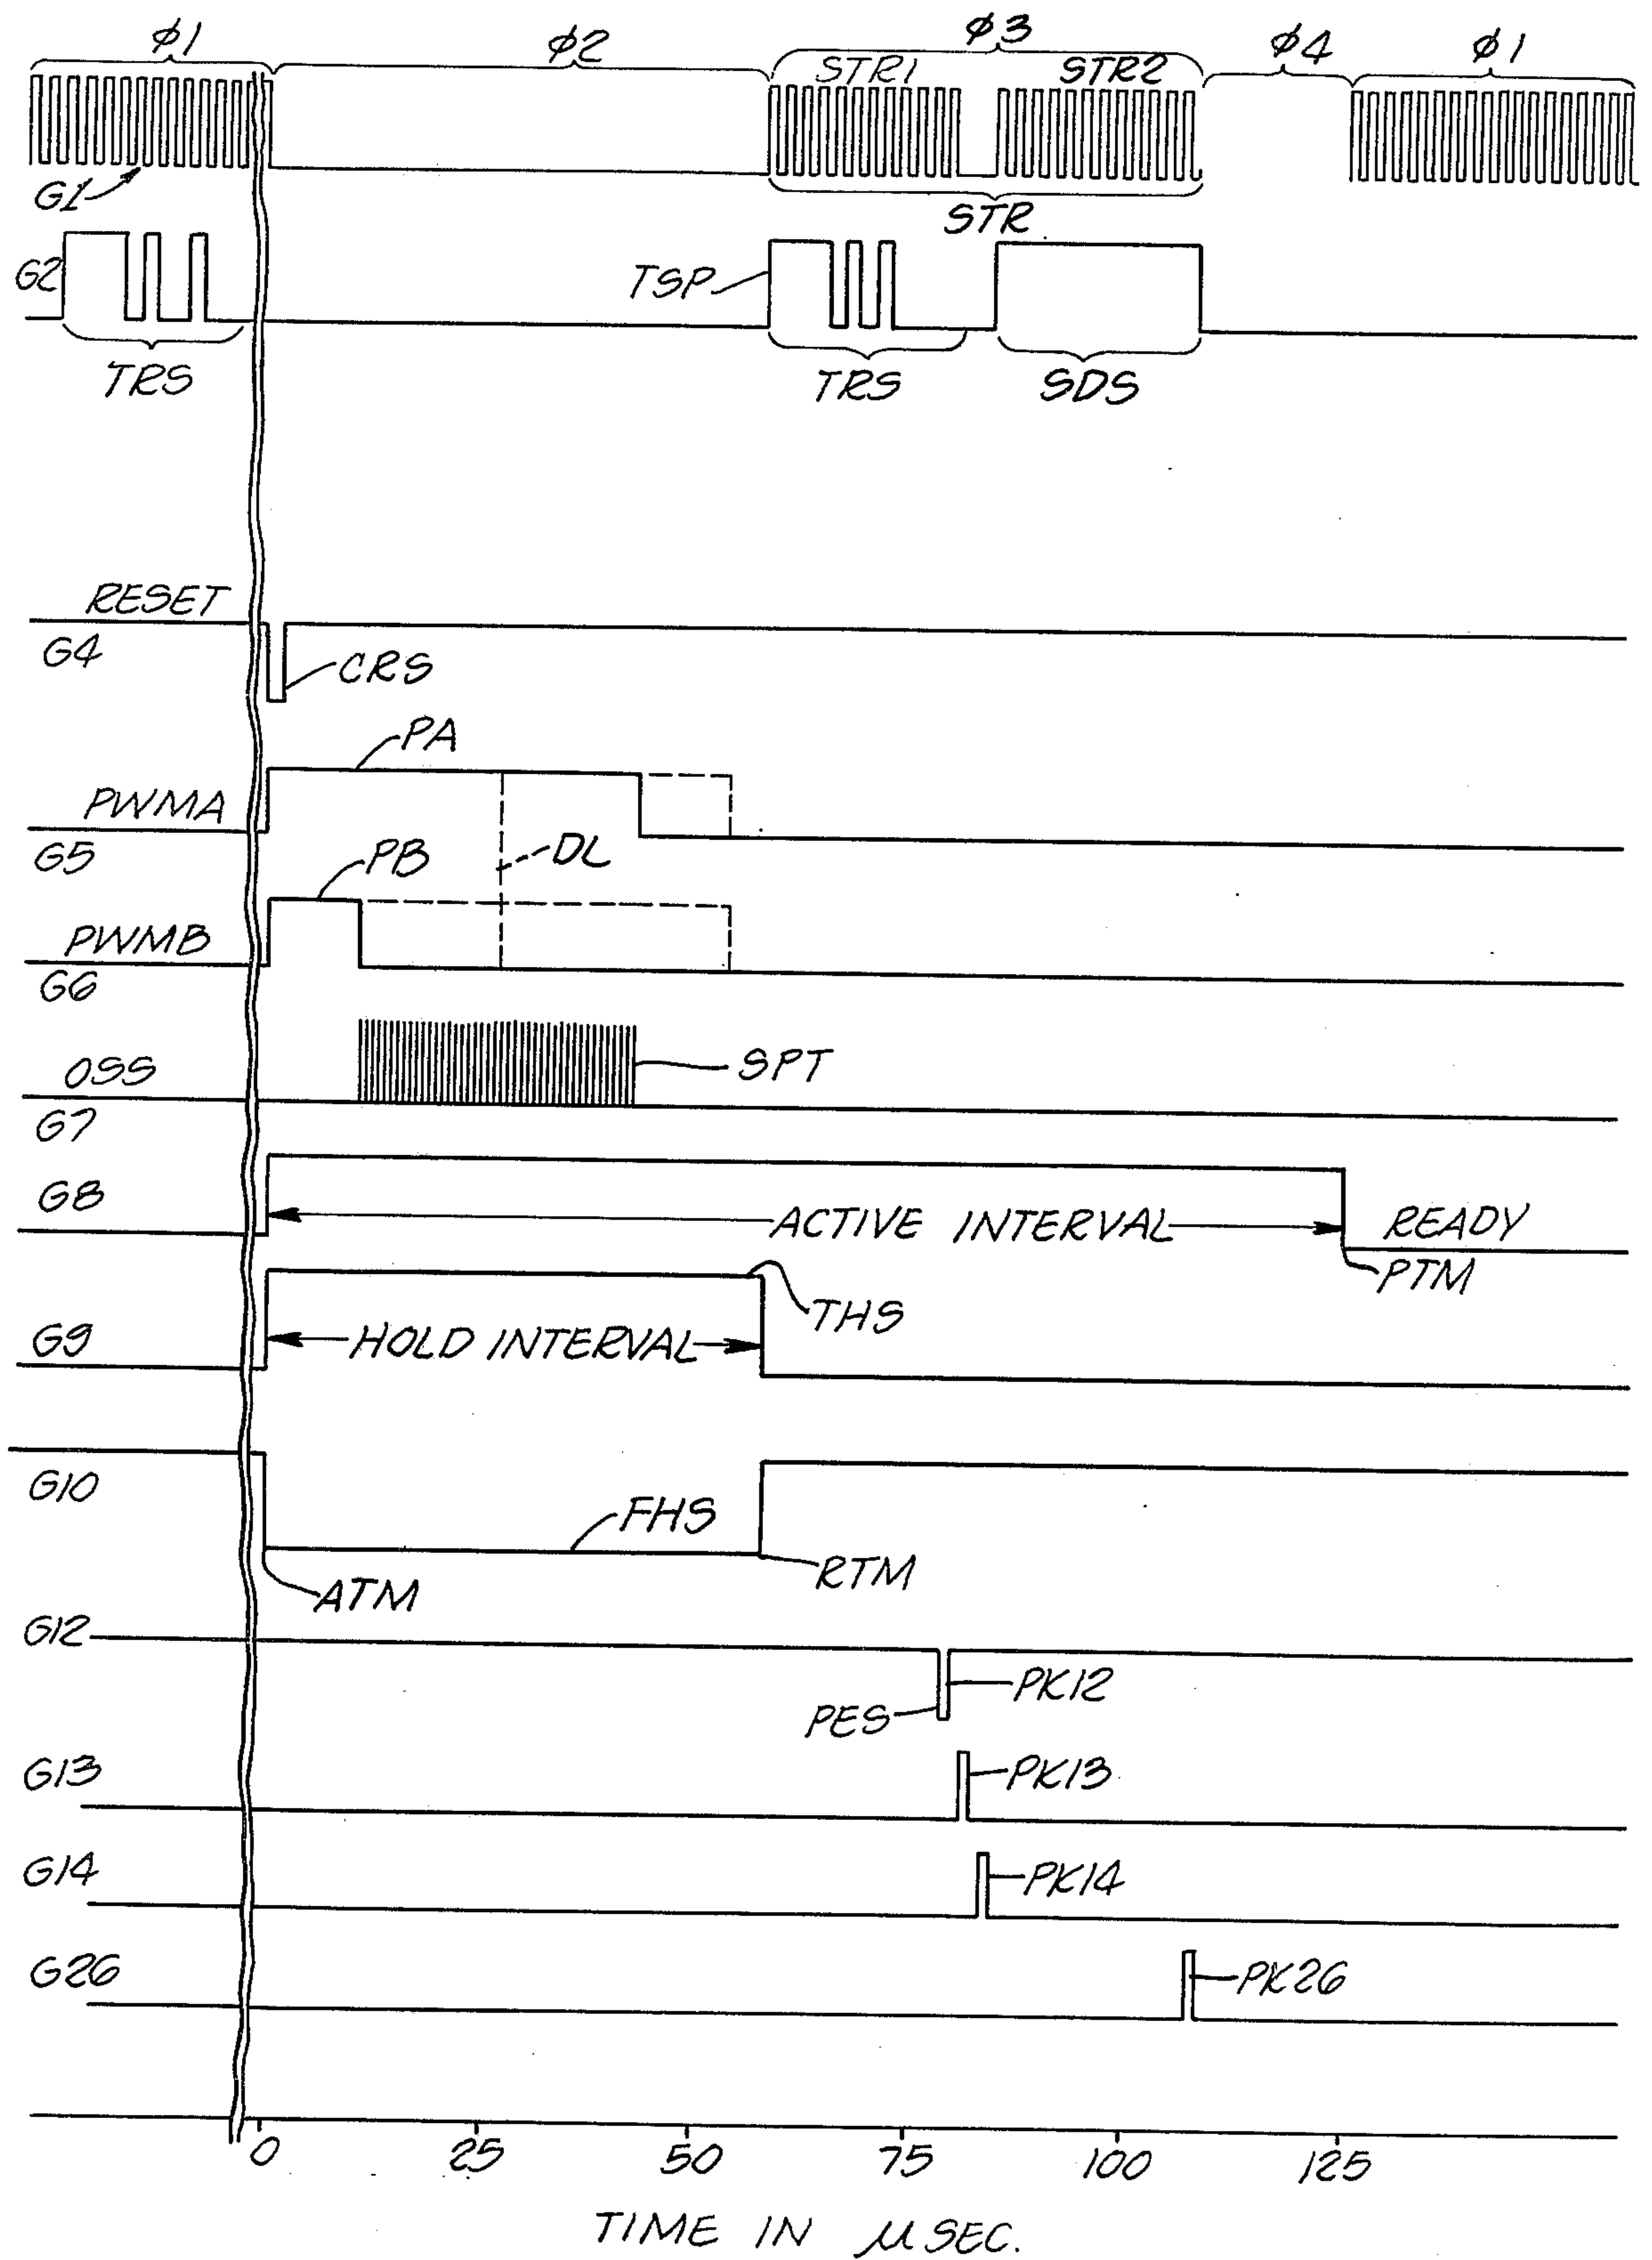 φ1 φ2 φ3 φ4 φ1
STR1 STR2
G1
STR
G2 TSP
TRS TRS SDS
RESET
G4 CRS
PA
PWMA
G5 PB DL
PWMB
G6
OSS SPT
G7
G8 ACTIVE INTERVAL READY
PTM
THS
G9 HOLD INTERVAL
G10 FHS
ATM RTM
G12 PK12
PES
G13 PK13
G14 PK14
G26 PK26
0 25 50 75 100 125
TIME IN μSEC.